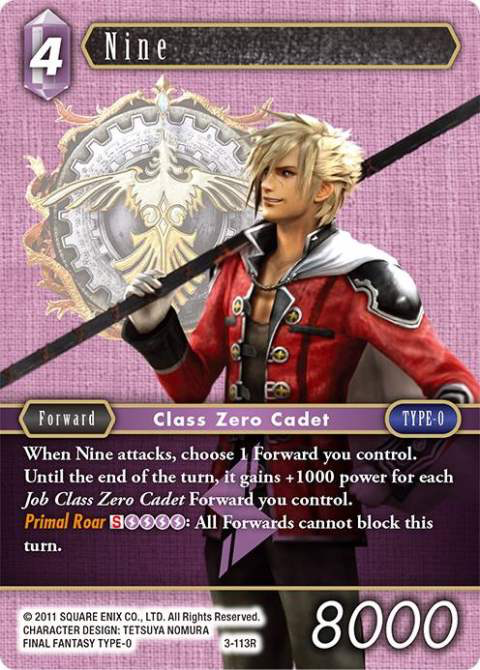 4
Nine
Forward
Class Zero Cadet
TYPE-0
When Nine attacks, choose 1 Forward you control.
Until the end of the turn, it gains +1000 power for each
Job Class Zero Cadet Forward you control.
Primal Roar S: All Forwards cannot block this
turn.
© 2011 SQUARE ENIX CO., LTD. All Rights Reserved.
CHARACTER DESIGN: TETSUYA NOMURA
FINAL FANTASY TYPE-0
3-113R
8000